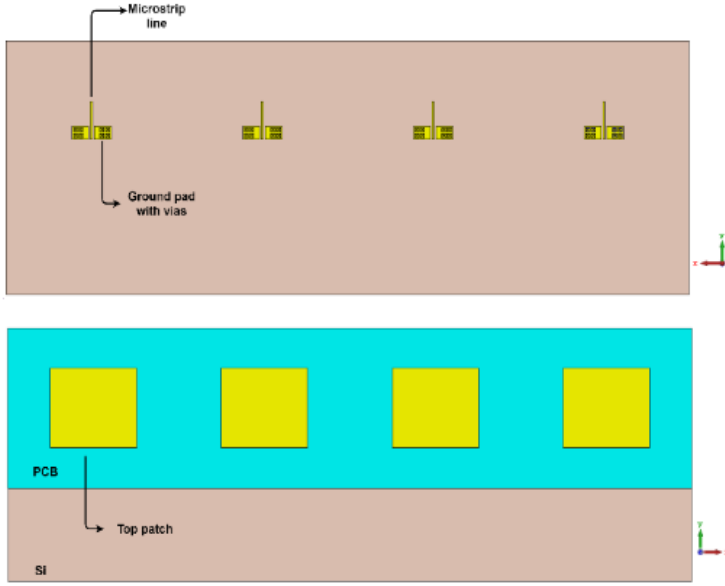 Microstrip
line
Ground pad
with vias
Y
x
PCB
Top patch
Y
Si